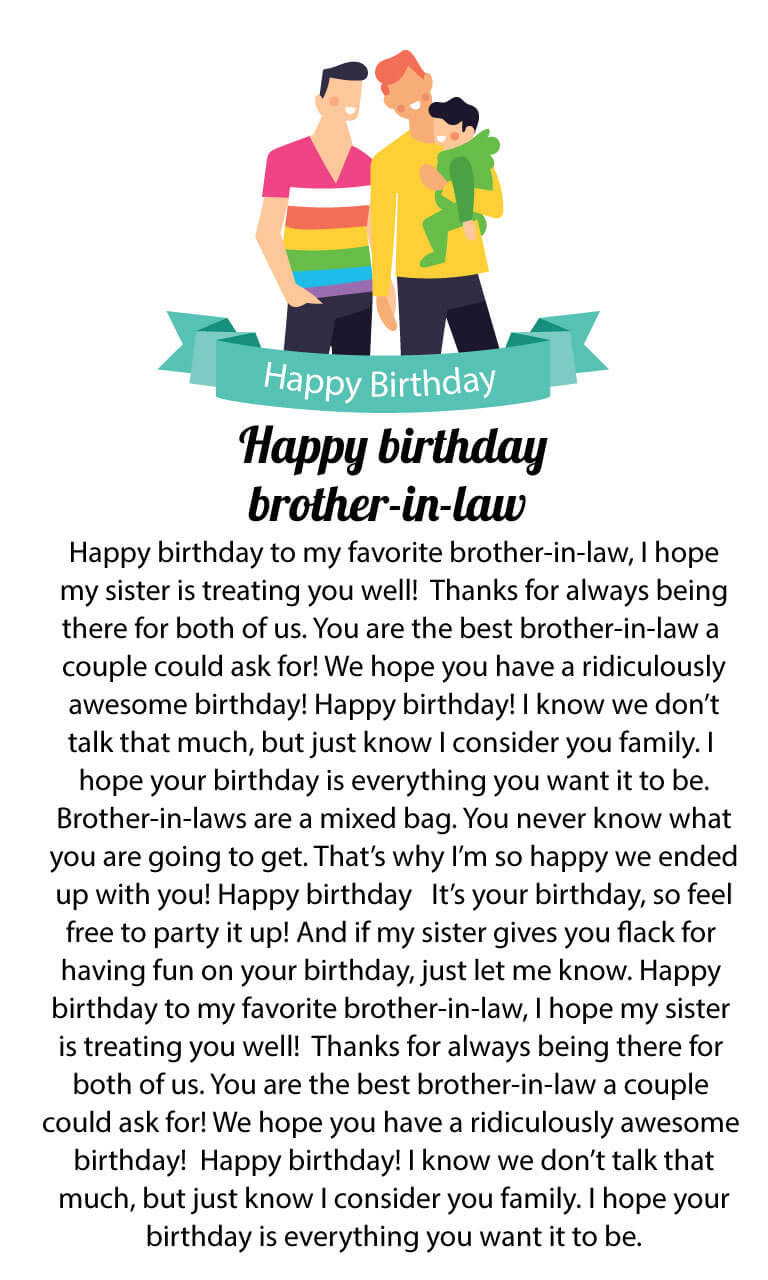 Happy Birthday
Happy birthday
brother-in-law
Happy birthday to my favorite brother-in-law, I hope
my sister is treating you well!  Thanks for always being
there for both of us. You are the best brother-in-law a
couple could ask for! We hope you have a ridiculously
awesome birthday! Happy birthday! I know we don’t
talk that much, but just know I consider you family. I
hope your birthday is everything you want it to be.
Brother-in-laws are a mixed bag. You never know what
you are going to get. That’s why I’m so happy we ended
up with you! Happy birthday   It’s your birthday, so feel
free to party it up! And if my sister gives you flack for
having fun on your birthday, just let me know. Happy
birthday to my favorite brother-in-law, I hope my sister
is treating you well!  Thanks for always being there for
both of us. You are the best brother-in-law a couple
could ask for! We hope you have a ridiculously awesome
birthday!  Happy birthday! I know we don’t talk that
much, but just know I consider you family. I hope your
birthday is everything you want it to be.